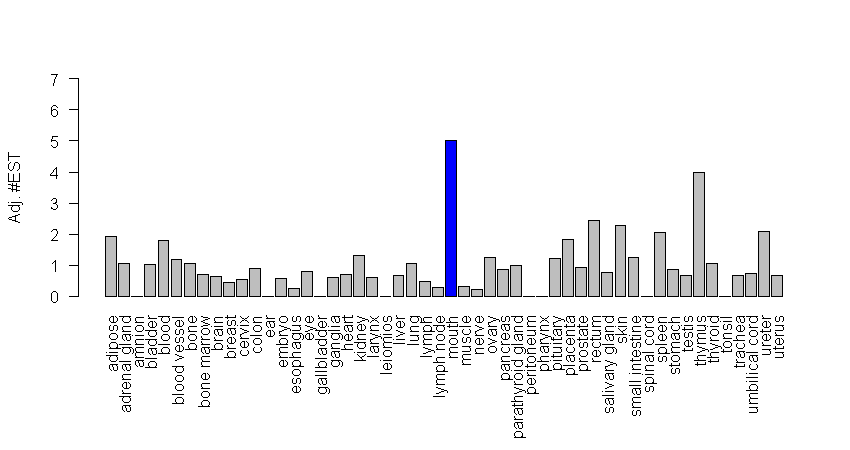 Adj. #EST
7
6
5
4
3
2
1
0
adipose
adrenal gland
amnion
bladder
blood
blood vessel
bone
bone marrow
brain
breast
cervix
colon
ear
embryo
esophagus
eye
gallbladder
ganglia
heart
kidney
larynx
leiomios
liver
lung
lymph
lymph node
mouth
muscle
nerve
ovary
pancreas
parathyroid gland
peritoneum
pharynx
pituitary
placenta
prostate
rectum
salivary gland
skin
small intestine
spinal cord
spleen
stomach
testis
thymus
thyroid
tonsil
trachea
umbilical cord
ureter
uterus